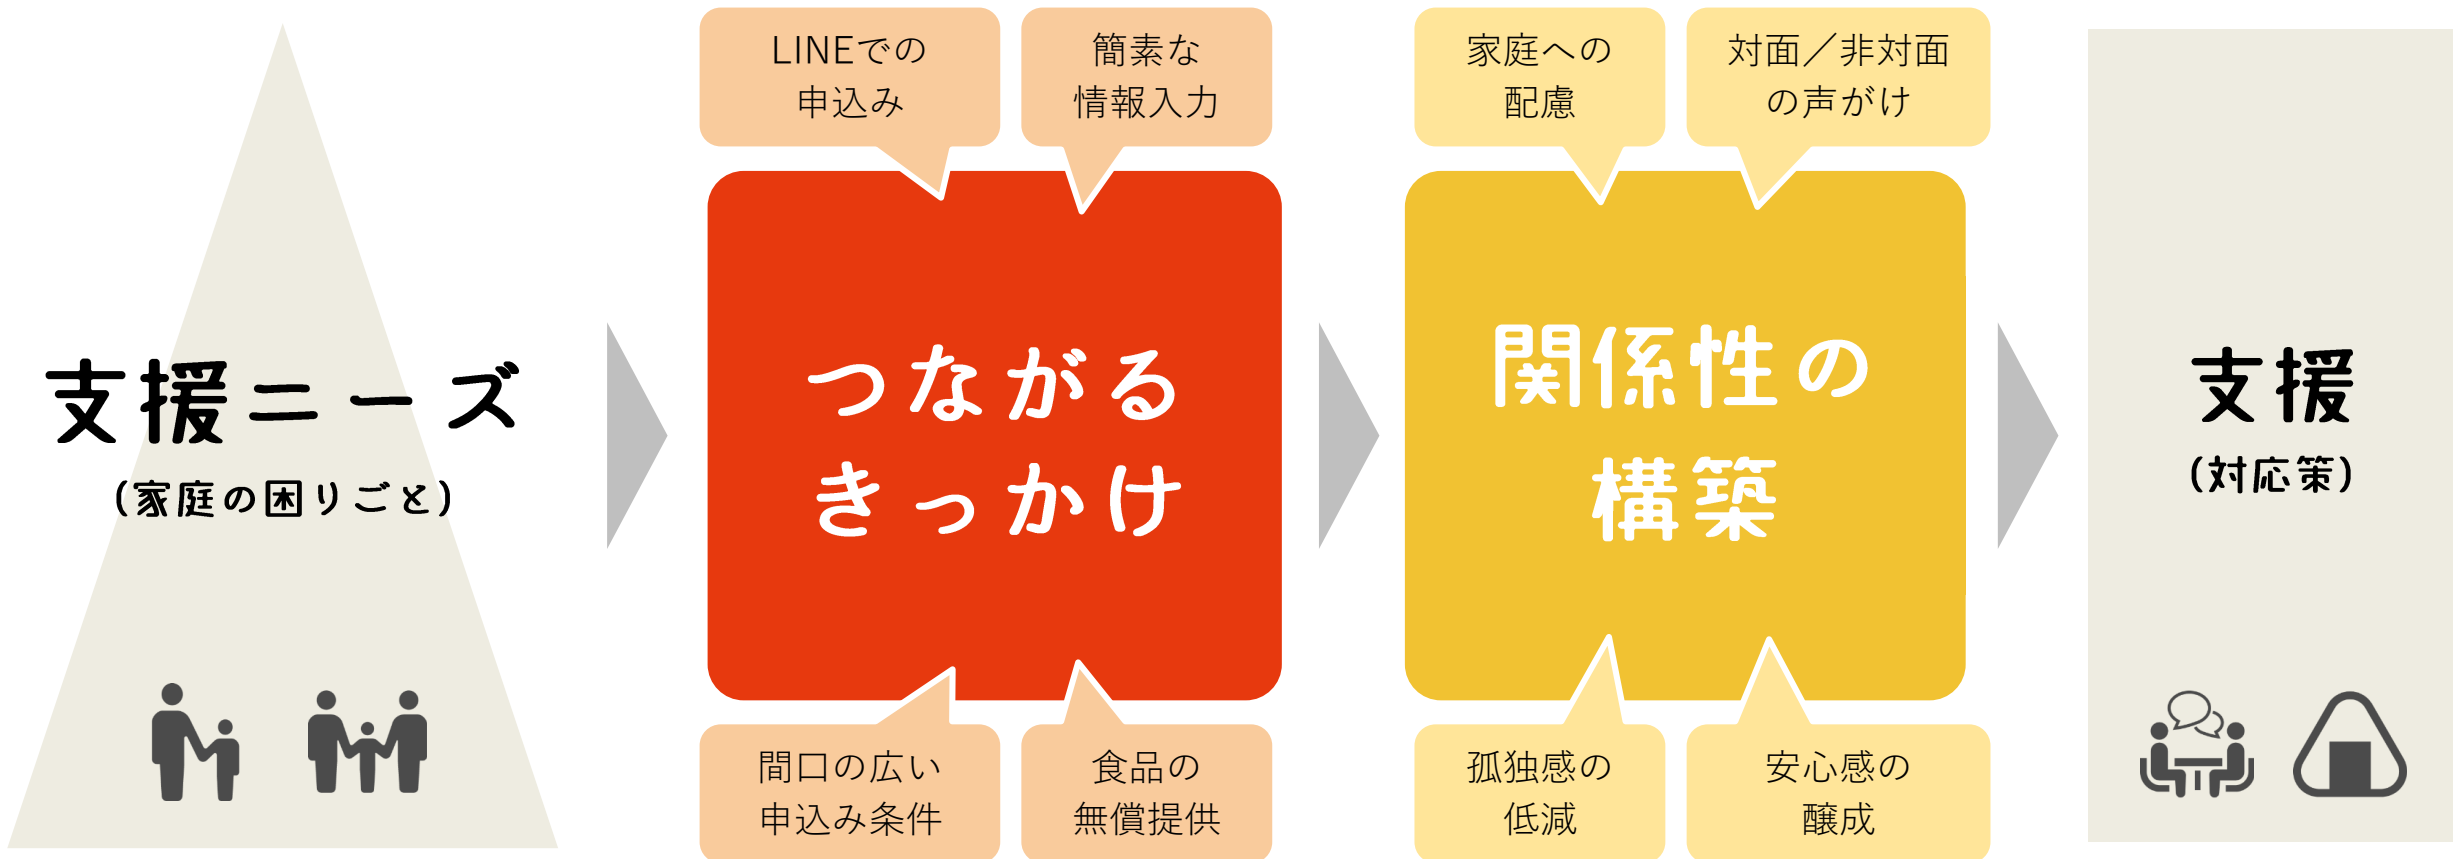 支援ニーズ
（家庭の困りごと）
LINEでの
申込み
簡素な
情報入力
つながる
きっかけ
間口の広い
申込み条件
食品の
無償提供
家庭への
配慮
対面／非対面
の声がけ
関係性の
構築
孤独感の
低減
安心感の
醸成
支援
（対応策）